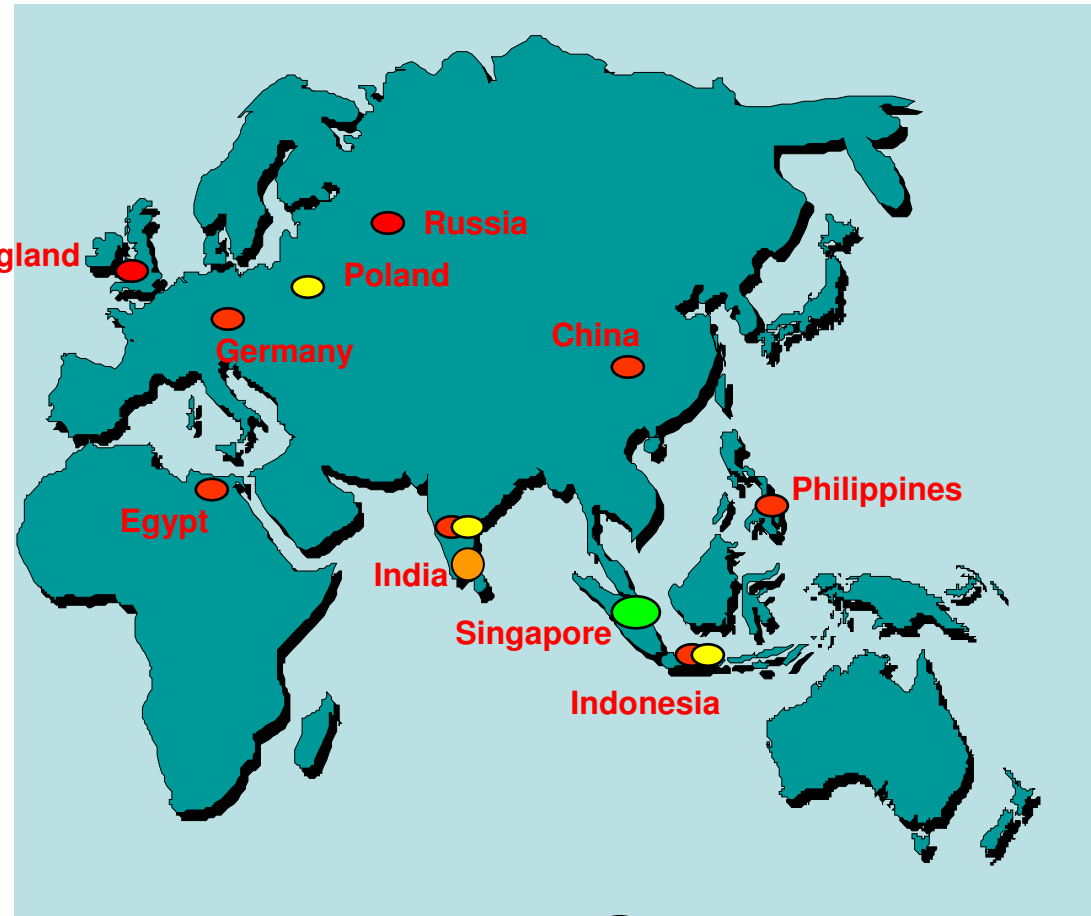 Russia
gland
Poland
China
Germany
Philippines
Egypt
India
Singapore
Indonesia